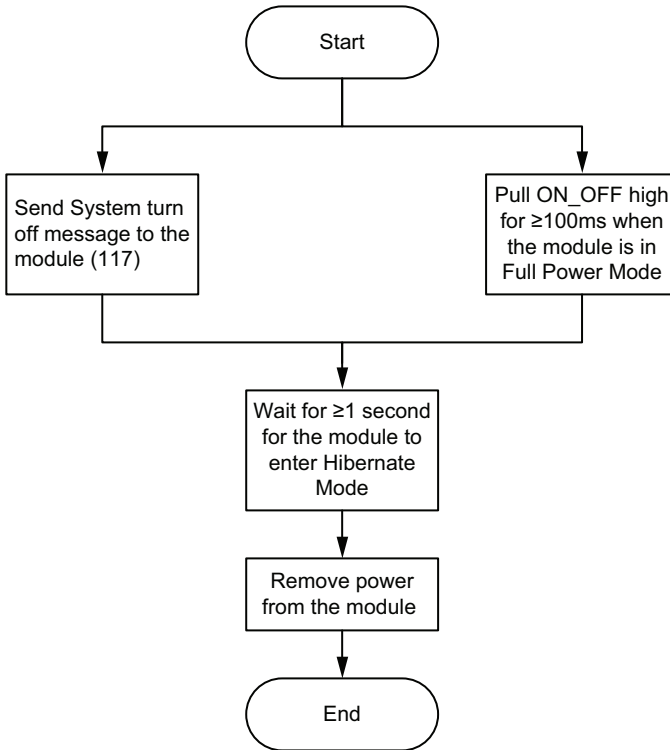 Start
Send System turn
off message to the
module (117)
Pull ON_OFF high
for ≥100ms when
the module is in
Full Power Mode
Wait for ≥1 second
for the module to
enter Hibernate
Mode
Remove power
from the module
End